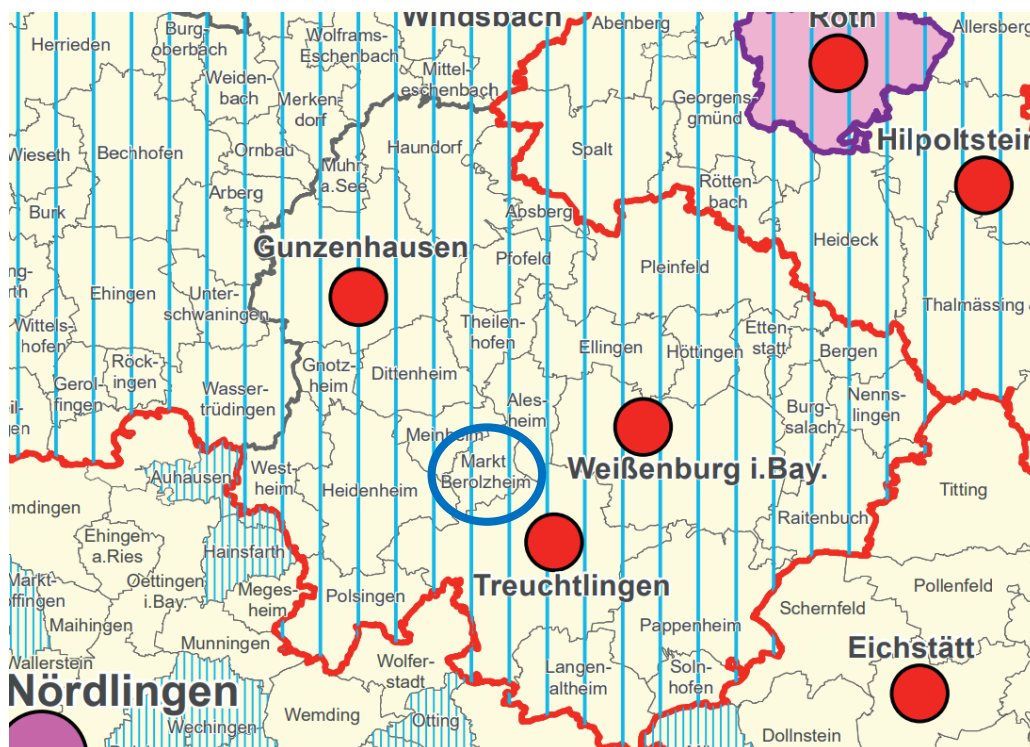 Windsbach
Abenberg
Roth
Allersberg
Herrieden
Burg-
oberbach
Wolframs-
Eschenbach
Mittel-
eschenbach
Weiden-
bach
Merken-
dorf
Georgens-
gmünd
Hilpoltstein
Wieseth
Bechhofen
Ornbau
Haundorf
Spalt
Muhr
a.See
Arberg
Rötten-
bach
Burk
Absberg
Heideck
Gunzenhausen
Pfofeld
Pleinfeld
Ehingen
Unter-
schwaningen
Thalmässing
Wittels-
hofen
Theilen-
hofen
Ellingen
Höttingen
Etten-
statt
Bergen
Röck-
ingen
Gerol-
fingen
Gnotz-
heim
Dittenheim
Wasser-
trüdingen
Ales-
heim
Nenns-
lingen
Burg-
salach
Meinheim
Markt
Berolzheim
Weißenburg i.Bay.
West-
heim
Heidenheim
Auhausen
Titting
Raitenbuch
Ehingen
a.Ries
Hainsfarth
Treuchtlingen
Oettingen
i.Bay.
Meges-
heim
Polsingen
Pollenfeld
Schernfeld
Maihingen
Munningen
Pappenheim
Eichstätt
Wallerstein
Wolfer-
stadt
Langen-
altheim
Soln-
hofen
Nördlingen
Wemding
Otting
Wechingen
Dollnstein